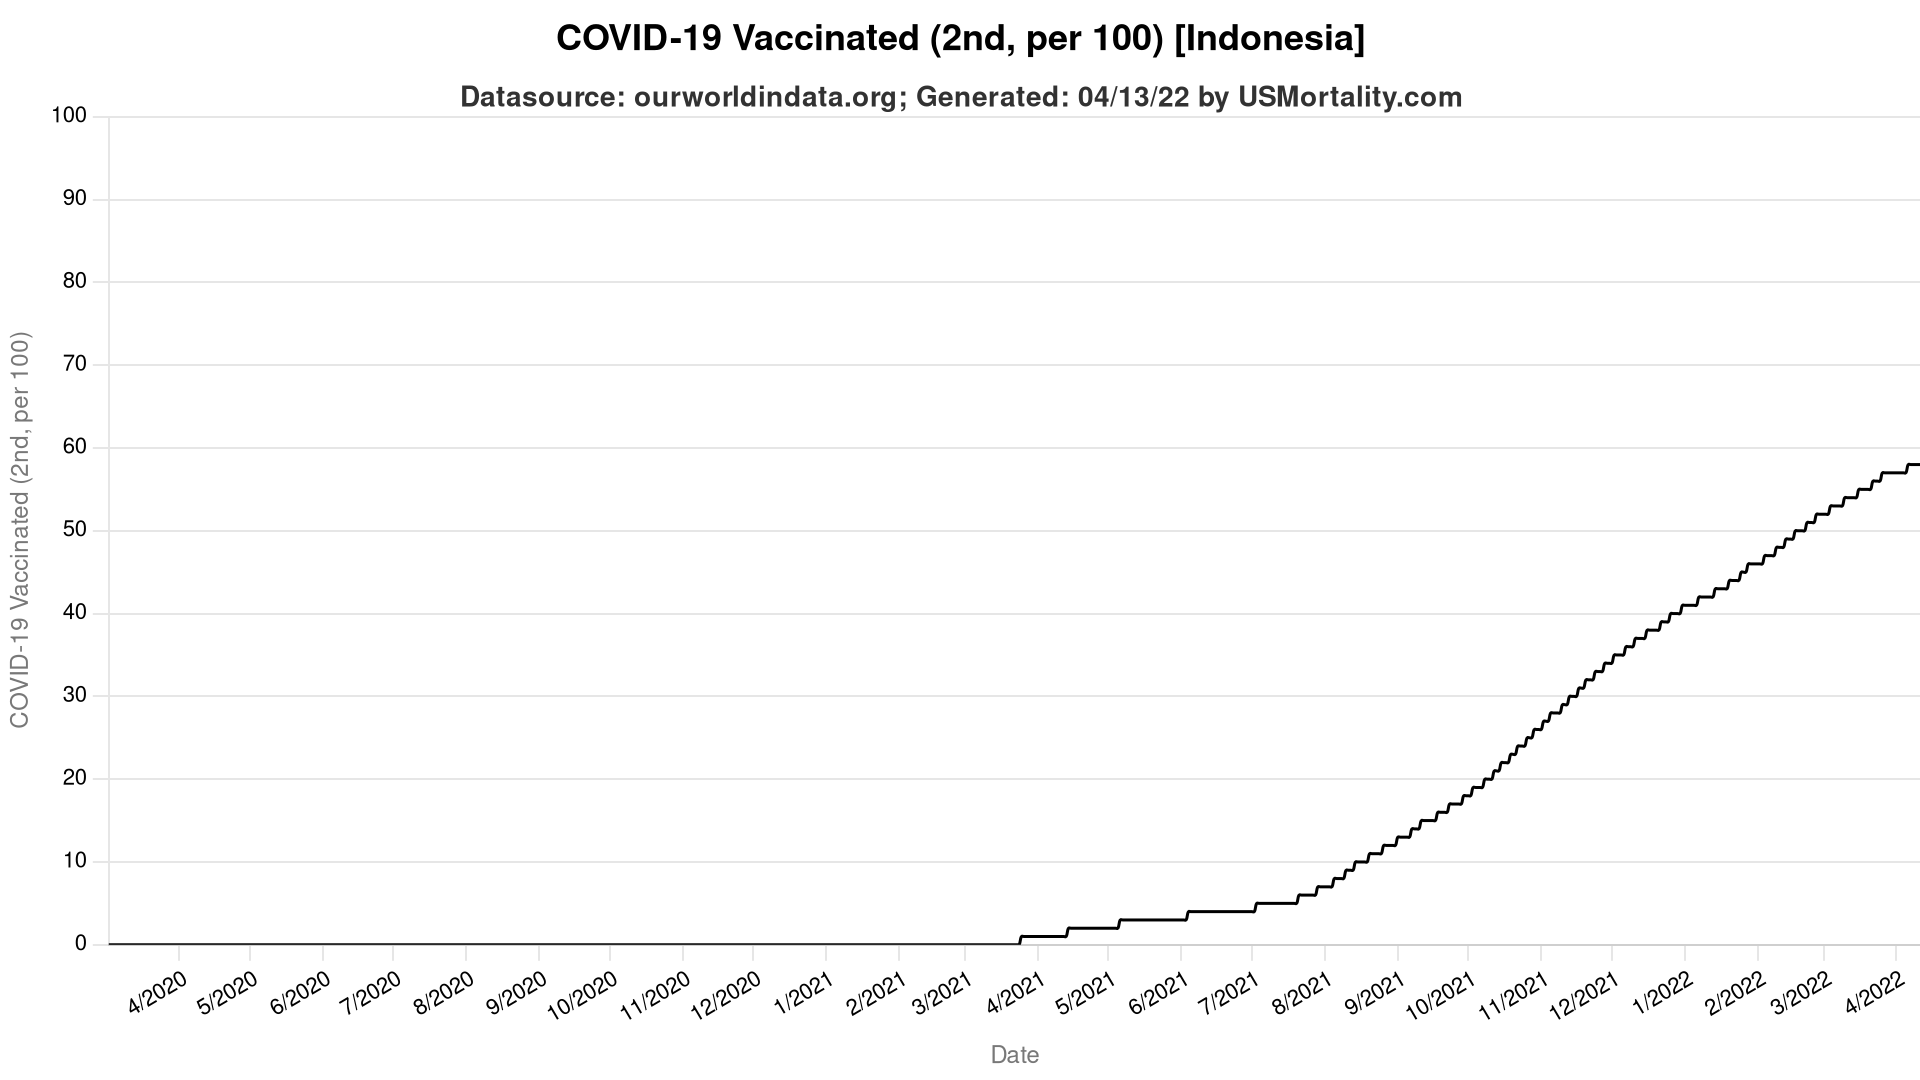 COVID-19 Vaccinated (2nd, per 100) [Indonesia]
Datasource: ourworldindata.org; Generated: 04/13/22 by USMortality.com
COVID-19 Vaccinated (2nd, per 100)
100
90
80
70
60
50
40
30
20
10
0
4/2020 5/2020 6/2020 7/2020 8/2020 9/2020 10/2020 11/2020 12/2020 1/2021 2/2021 3/2021 4/2021 5/2021 6/2021 7/2021 8/2021 9/2021 10/2021 11/2021 12/2021 1/2022 2/2022 3/2022 4/2022
Date